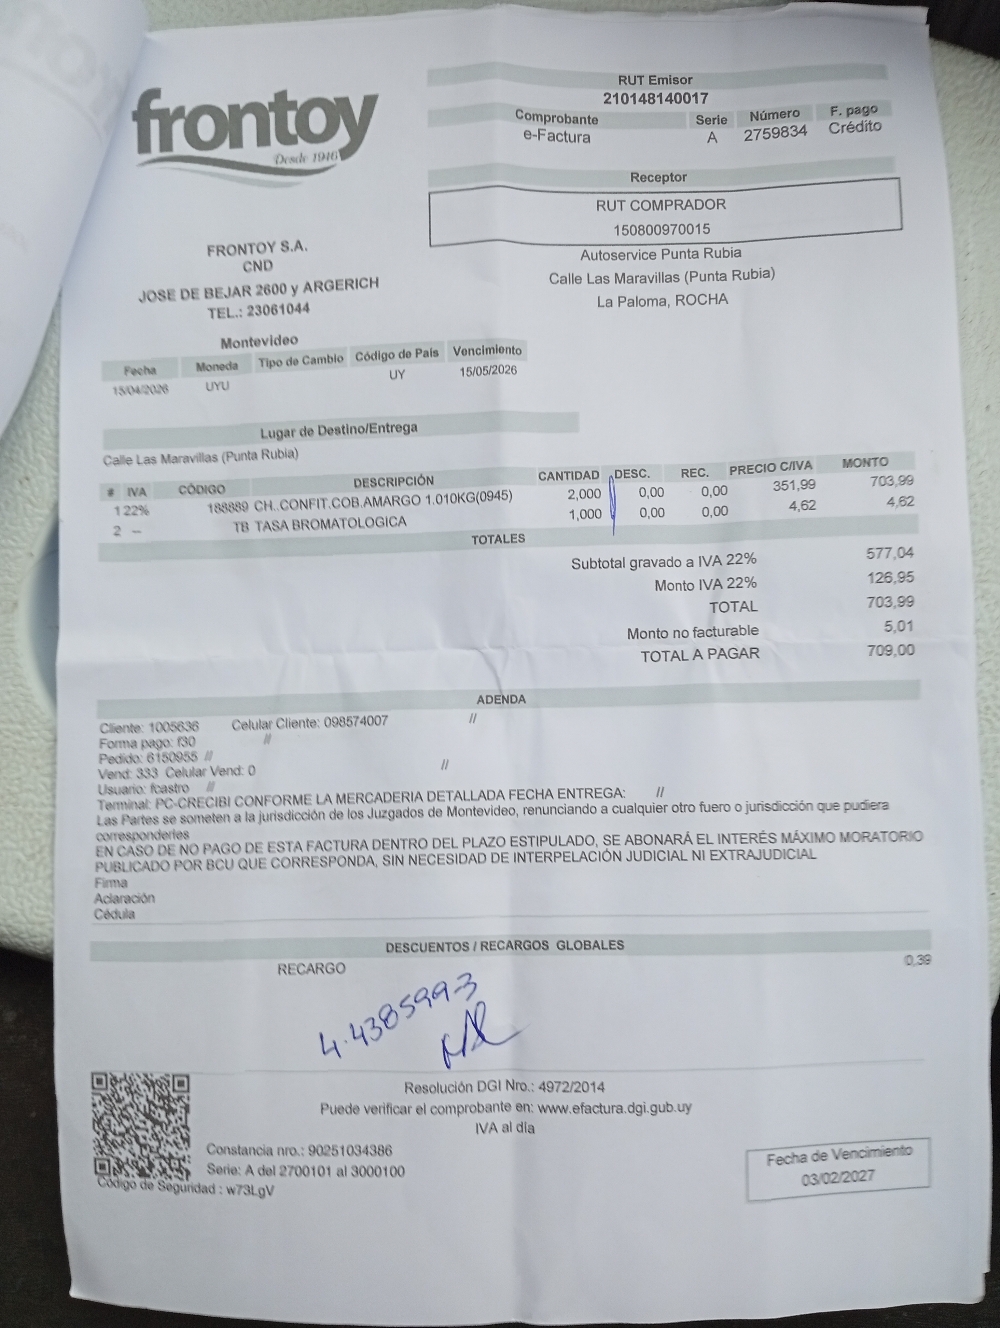 frontoy
Desde 1946
RUT Emisor
210148140017
Comprobante Serie Número F. pago
e-Factura A 2759834 Crédito
Receptor
RUT COMPRADOR
150800970015
Autoservice Punta Rubia
Calle Las Maravillas (Punta Rubia)
La Paloma, ROCHA
FRONTOY S.A.
CND
JOSE DE BEJAR 2600 y ARGERICH
TEL.: 23061044
Montevideo
Fecha Moneda Tipo de Cambio Código de País Vencimiento
15/04/2026 UYU UY 15/05/2026
Lugar de Destino/Entrega
Calle Las Maravillas (Punta Rubia)
# IVA CÓDIGO DESCRIPCIÓN CANTIDAD DESC. REC. PRECIO C/IVA MONTO
1 22% 188889 CH..CONFIT.COB.AMARGO 1.010KG(0945) 2,000 0,00 0,00 351,99 703,99
2 -- TB TASA BROMATOLOGICA 1,000 0,00 0,00 4,62 4,62
TOTALES
Subtotal gravado a IVA 22% 577,04
Monto IVA 22% 126,95
TOTAL 703,99
Monto no facturable 5,01
TOTAL A PAGAR 709,00
ADENDA
Cliente: 1005636 Celular Cliente: 098574007 //
Forma pago: f30 //
Pedido: 6150955 //
Vend: 333 Celular Vend: 0 //
Usuario: fcastro //
Terminal: PC-CRECIBI CONFORME LA MERCADERIA DETALLADA FECHA ENTREGA: //
Las Partes se someten a la jurisdicción de los Juzgados de Montevideo, renunciando a cualquier otro fuero o jurisdicción que pudiera
corresponderles
EN CASO DE NO PAGO DE ESTA FACTURA DENTRO DEL PLAZO ESTIPULADO, SE ABONARÁ EL INTERÉS MÁXIMO MORATORIO
PUBLICADO POR BCU QUE CORRESPONDA, SIN NECESIDAD DE INTERPELACIÓN JUDICIAL NI EXTRAJUDICIAL
Firma
Aclaración
Cédula
DESCUENTOS / RECARGOS GLOBALES
RECARGO 0,39
4.4385993
Resolución DGI Nro.: 4972/2014
Puede verificar el comprobante en: www.efactura.dgi.gub.uy
IVA al día
Constancia nro.: 90251034386
Serie: A del 2700101 al 3000100
Código de Seguridad : w73LgV
Fecha de Vencimiento
03/02/2027